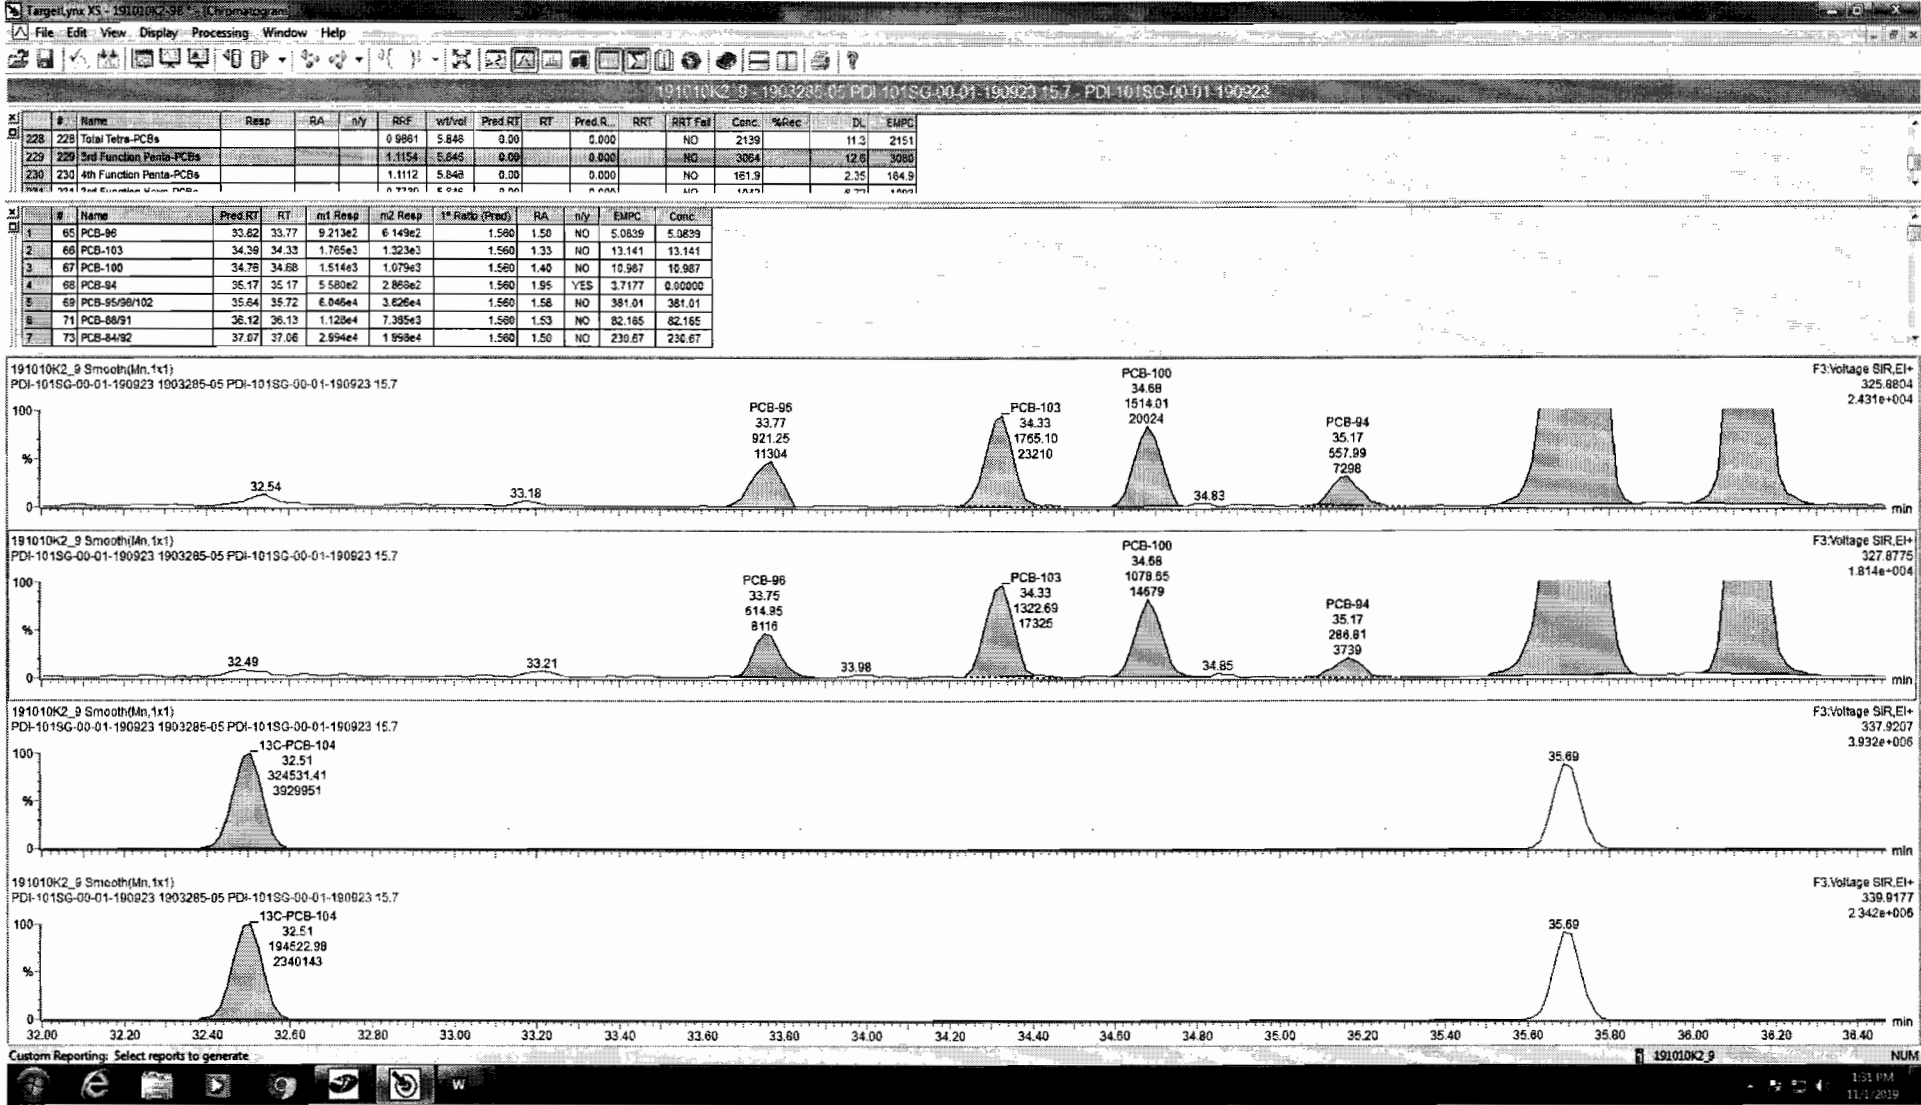 TargetLynx XS - 191010K2-98 * - [Chromatogram]
File Edit View Display Processing Window Help
191010K2_9 - 1903285-05 PDI-101SG-00-01-190923 15.7 - PDI-101SG-00-01-190923
# Name Resp RA n/y RRF wt/vol Pred.RT RT Pred.R... RRT RRT Fail Conc. %Rec DL EMPC
228 228 Total Tetra-PCBs 0.9861 5.846 0.00 0.000 NO 2139 11.3 2151
229 229 3rd Function Penta-PCBs 1.1154 5.846 0.00 0.000 NO 3064 12.6 3080
230 230 4th Function Penta-PCBs 1.1112 5.846 0.00 0.000 NO 161.9 2.35 164.9
# Name Pred.RT RT m1 Resp m2 Resp 1° Ratio (Pred) RA n/y EMPC Conc.
1 65 PCB-96 33.82 33.77 9.213e2 6.149e2 1.560 1.50 NO 5.0839 5.0839
2 66 PCB-103 34.39 34.33 1.765e3 1.323e3 1.560 1.33 NO 13.141 13.141
3 67 PCB-100 34.76 34.68 1.514e3 1.079e3 1.560 1.40 NO 10.987 10.987
4 68 PCB-94 35.17 35.17 5.580e2 2.868e2 1.560 1.95 YES 3.7177 0.00000
5 69 PCB-95/98/102 35.64 35.72 6.046e4 3.826e4 1.560 1.58 NO 381.01 381.01
6 71 PCB-88/91 36.12 36.13 1.128e4 7.365e3 1.560 1.53 NO 82.165 82.165
7 73 PCB-84/92 37.07 37.06 2.994e4 1.998e4 1.560 1.50 NO 230.67 230.67
191010K2_9 Smooth(Mn,1x1)
PDI-101SG-00-01-190923 1903285-05 PDI-101SG-00-01-190923 15.7
F3:Voltage SIR,EI+
325.8804
2.431e+004
100
%
0
32.54
33.18
PCB-96
33.77
921.25
11304
PCB-103
34.33
1765.10
23210
PCB-100
34.68
1514.01
20024
34.83
PCB-94
35.17
557.99
7298
min
191010K2_9 Smooth(Mn,1x1)
PDI-101SG-00-01-190923 1903285-05 PDI-101SG-00-01-190923 15.7
F3:Voltage SIR,EI+
327.8775
1.814e+004
100
%
0
32.49
33.21
PCB-96
33.75
614.95
8116
33.98
PCB-103
34.33
1322.69
17325
PCB-100
34.68
1078.55
14679
34.85
PCB-94
35.17
286.81
3739
min
191010K2_9 Smooth(Mn,1x1)
PDI-101SG-00-01-190923 1903285-05 PDI-101SG-00-01-190923 15.7
F3:Voltage SIR,EI+
337.9207
3.932e+006
100
%
0
13C-PCB-104
32.51
324531.41
3929951
35.69
min
191010K2_9 Smooth(Mn,1x1)
PDI-101SG-00-01-190923 1903285-05 PDI-101SG-00-01-190923 15.7
F3:Voltage SIR,EI+
339.9177
2.342e+006
100
%
0
13C-PCB-104
32.51
194522.98
2340143
35.69
min
32.00 32.20 32.40 32.60 32.80 33.00 33.20 33.40 33.60 33.80 34.00 34.20 34.40 34.60 34.80 35.00 35.20 35.40 35.60 35.80 36.00 36.20 36.40
Custom Reporting: Select reports to generate
191010K2_9 NUM
W
1:31 PM
11/1/2019